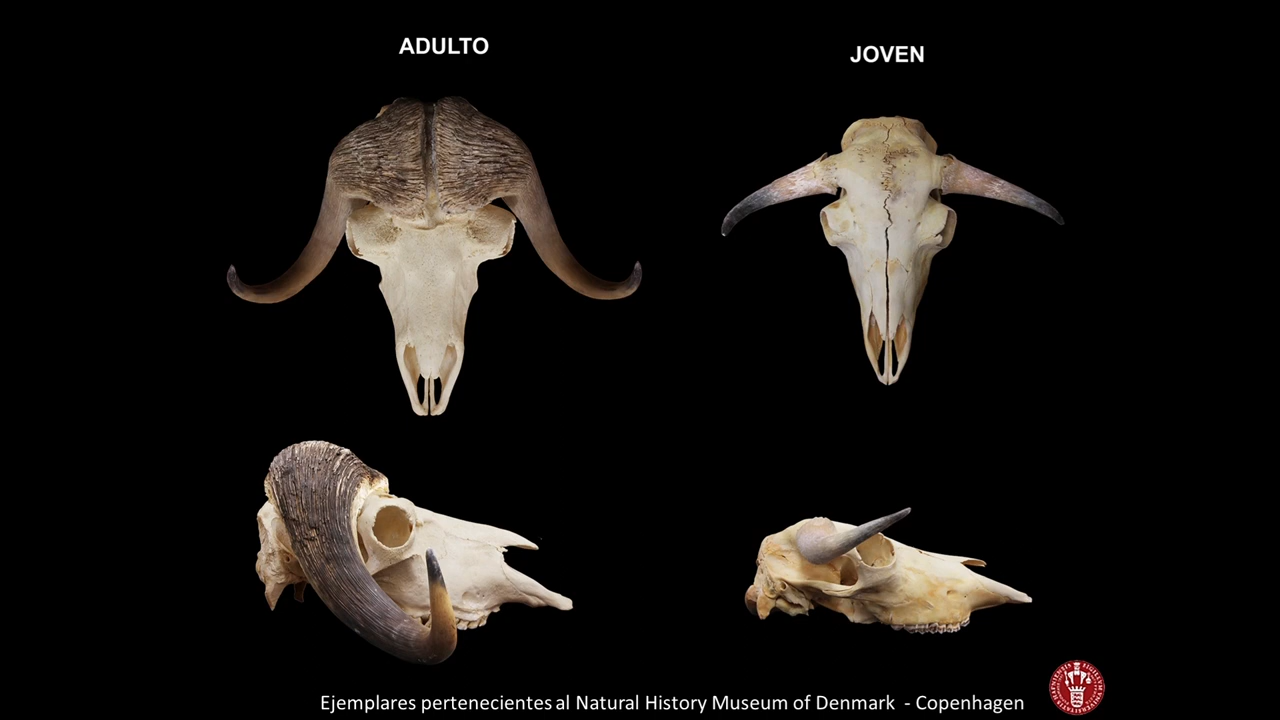 ADULTO
JOVEN
Ejemplares pertenecientes al Natural History Museum of Denmark - Copenhagen